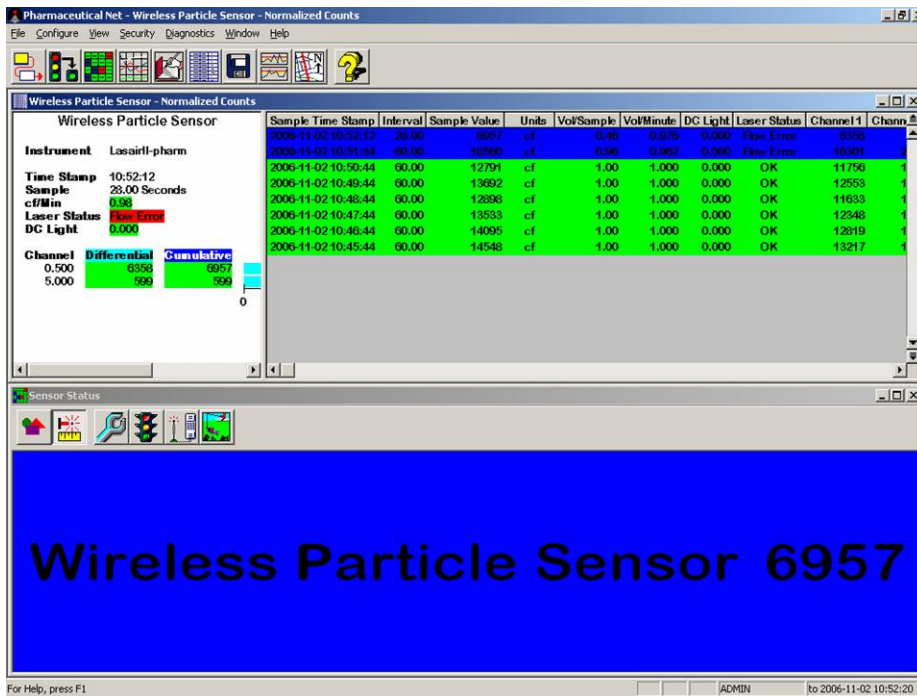 Pharmaceutical Net - Wireless Particle Sensor - Normalized Counts
File Configure View Security Diagnostics Window Help
Wireless Particle Sensor - Normalized Counts
Wireless Particle Sensor
Instrument LasairII-pharm
Time Stamp 10:52:12
Sample 28.00 Seconds
cf/Min 0.98
Laser Status Flow Error
DC Light 0.000
Channel Differential Cumulative
0.500 6358 6957
5.000 599 599
0
Sample Time Stamp Interval Sample Value Units Vol/Sample Vol/Minute DC Light Laser Status Channel 1 Chann
2006-11-02 10:52:12 28.00 6957 cf 0.46 0.976 0.000 Flow Error 6358
2006-11-02 10:51:44 60.00 cf 0.96 0.962 0.000 Flow Error
2006-11-02 10:50:44 60.00 12791 cf 1.00 1.000 0.000 OK 11756 1
2006-11-02 10:49:44 60.00 13692 cf 1.00 1.000 0.000 OK 12553 1
2006-11-02 10:48:44 60.00 12898 cf 1.00 1.000 0.000 OK 11633 1
2006-11-02 10:47:44 60.00 13533 cf 1.00 1.000 0.000 OK 12348 1
2006-11-02 10:46:44 60.00 14095 cf 1.00 1.000 0.000 OK 12819 1
2006-11-02 10:45:44 60.00 14548 cf 1.00 1.000 0.000 OK 13217 1
Sensor Status
Wireless Particle Sensor 6957
For Help, press F1
ADMIN
to 2006-11-02 10:52:20